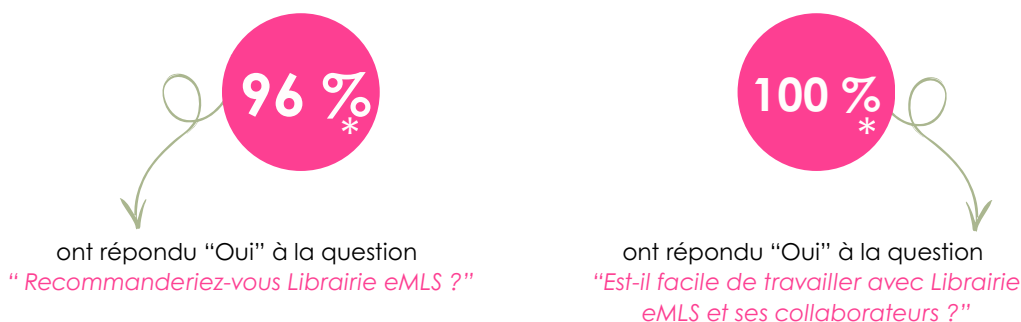 96 %
*
ont répondu “Oui” à la question
“ Recommanderiez-vous Librairie eMLS ?”
100 %
*
ont répondu “Oui” à la question
“Est-il facile de travailler avec Librairie
eMLS et ses collaborateurs ?”